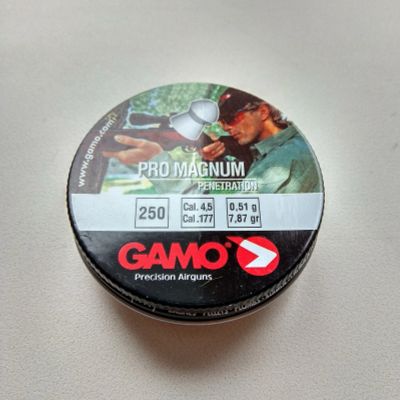 www.gamo.com
PRO MAGNUM
PENETRATION
250
Cal. 4,5
Cal .177
0,51 g
7,87 gr
GAMO
Precision Airguns